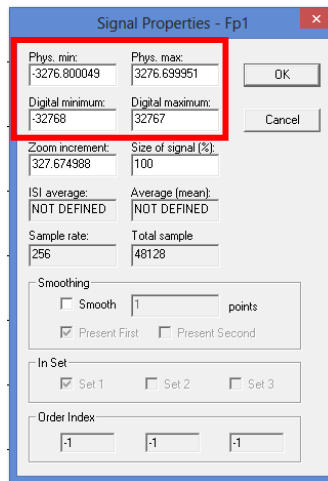 Signal Properties - Fp1
Phys. min: Phys. max:
-3276.800049 3276.699951 OK
Digital minimum: Digital maximum:
-32768 32767 Cancel
Zoom increment: Size of signal (%):
327.674988 100
ISI average: Average (mean):
NOT DEFINED NOT DEFINED
Sample rate: Total sample
256 48128
Smoothing
Smooth 1 points
Present First Present Second
In Set
Set 1 Set 2 Set 3
Order Index
-1 -1 -1